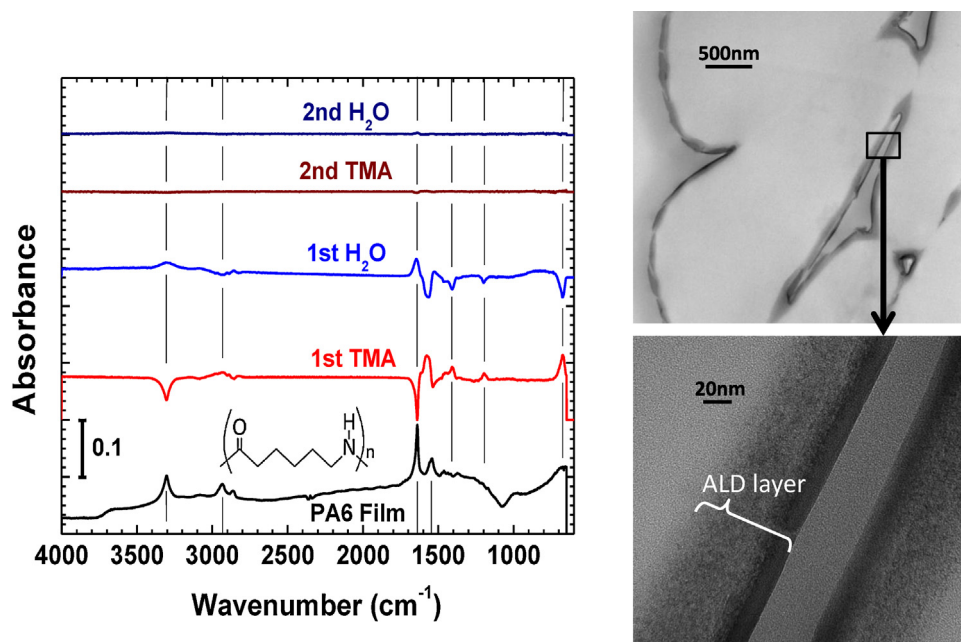 Absorbance
2nd H₂O
2nd TMA
1st H₂O
1st TMA
0.1
O
H
N
n
PA6 Film
4000 3500 3000 2500 2000 1500 1000
Wavenumber (cm⁻¹)
500nm
20nm
ALD layer